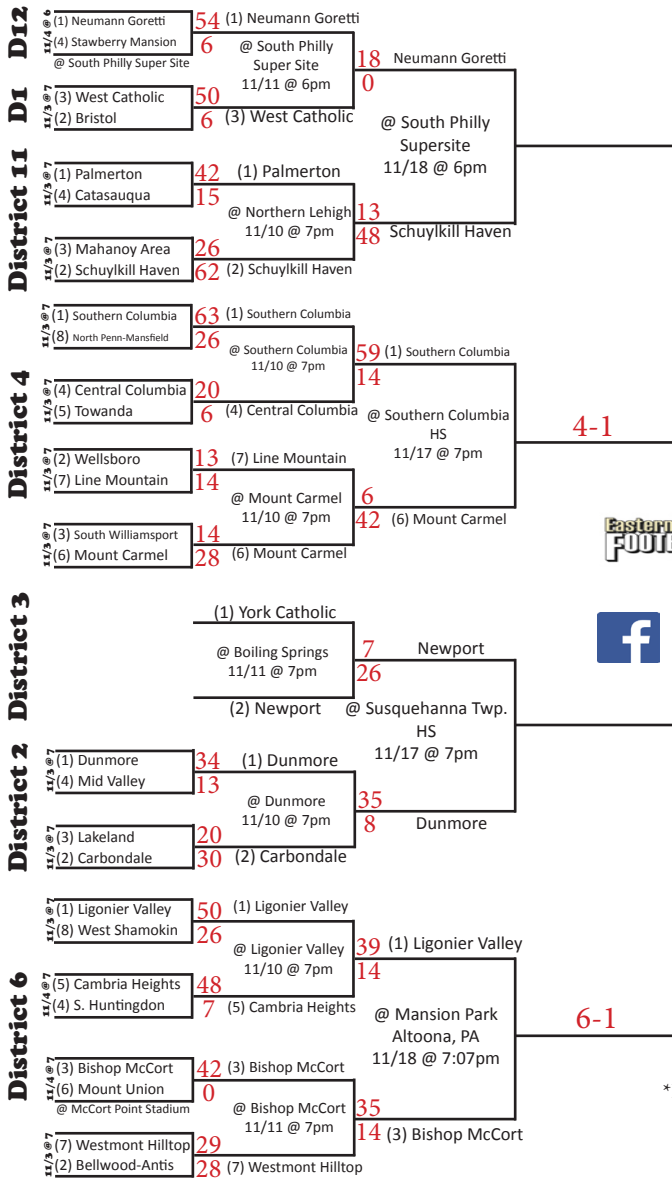 D12
11/4 @ 6
(1) Neumann Goretti
54
(4) Stawberry Mansion
6
@ South Philly Super Site
(1) Neumann Goretti
@ South Philly
Super Site
11/11 @ 6pm
(3) West Catholic
D1
11/3 @ 7
(3) West Catholic
50
(2) Bristol
6
18
Neumann Goretti
0
@ South Philly
Supersite
11/18 @ 6pm
District 11
11/3 @ 7
(1) Palmerton
42
(4) Catasauqua
15
(1) Palmerton
@ Northern Lehigh
11/10 @ 7pm
(2) Schuylkill Haven
11/3 @ 7
(3) Mahanoy Area
26
(2) Schuylkill Haven
62
13
48
Schuylkill Haven
District 4
11/3 @ 7
(1) Southern Columbia
63
(8) North Penn-Mansfield
26
(1) Southern Columbia
@ Southern Columbia
11/10 @ 7pm
(4) Central Columbia
11/3 @ 7
(4) Central Columbia
20
(5) Towanda
6
59
(1) Southern Columbia
14
@ Southern Columbia
HS
11/17 @ 7pm
4-1
11/3 @ 7
(2) Wellsboro
13
(7) Line Mountain
14
(7) Line Mountain
@ Mount Carmel
11/10 @ 7pm
(6) Mount Carmel
11/3 @ 7
(3) South Williamsport
14
(6) Mount Carmel
28
6
42
(6) Mount Carmel
Eastern
f
District 3
(1) York Catholic
@ Boiling Springs
11/11 @ 7pm
(2) Newport
7
26
Newport
@ Susquehanna Twp.
HS
11/17 @ 7pm
District 2
11/3 @ 7
(1) Dunmore
34
(4) Mid Valley
13
(1) Dunmore
@ Dunmore
11/10 @ 7pm
(2) Carbondale
11/3 @ 7
(3) Lakeland
20
(2) Carbondale
30
35
8
Dunmore
District 6
11/3 @ 7
(1) Ligonier Valley
50
(8) West Shamokin
26
(1) Ligonier Valley
@ Ligonier Valley
11/10 @ 7pm
(5) Cambria Heights
11/4 @ 7
(5) Cambria Heights
48
(4) S. Huntingdon
7
39
(1) Ligonier Valley
14
@ Mansion Park
Altoona, PA
11/18 @ 7:07pm
6-1
*
11/4 @ 7
(3) Bishop McCort
42
(6) Mount Union
0
@ McCort Point Stadium
(3) Bishop McCort
@ Bishop McCort
11/11 @ 7pm
(7) Westmont Hilltop
11/3 @ 7
(7) Westmont Hilltop
29
(2) Bellwood-Antis
28
35
14
(3) Bishop McCort